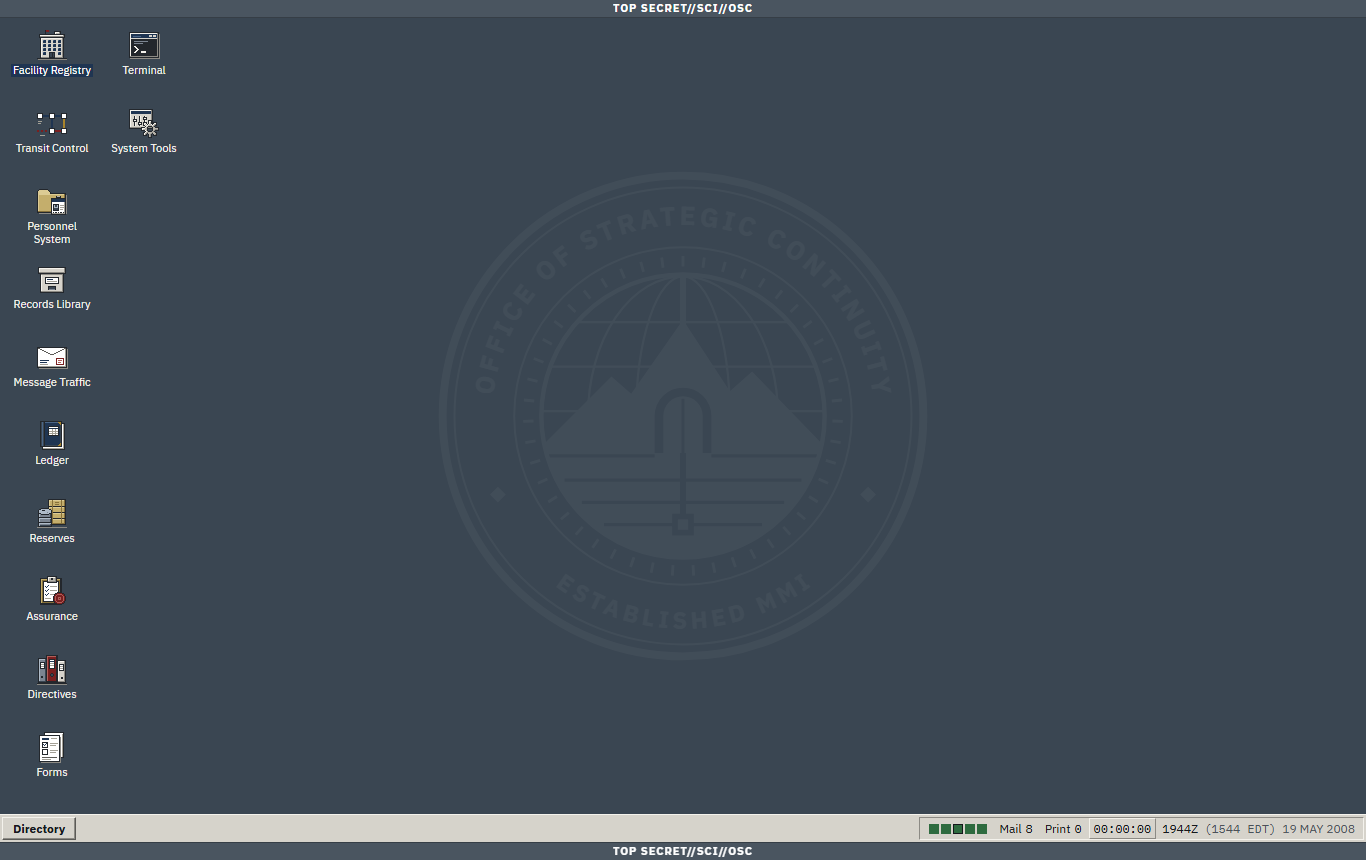 TOP SECRET//SCI//OSC
Facility Registry
Terminal
Transit Control
System Tools
Personnel
System
Records Library
Message Traffic
Ledger
Reserves
Assurance
Directives
Forms
OFFICE OF STRATEGIC CONTINUITY
ESTABLISHED MMI
Directory
Mail 8 Print 0 00:00:00 1944Z (1544 EDT) 19 MAY 2008
TOP SECRET//SCI//OSC